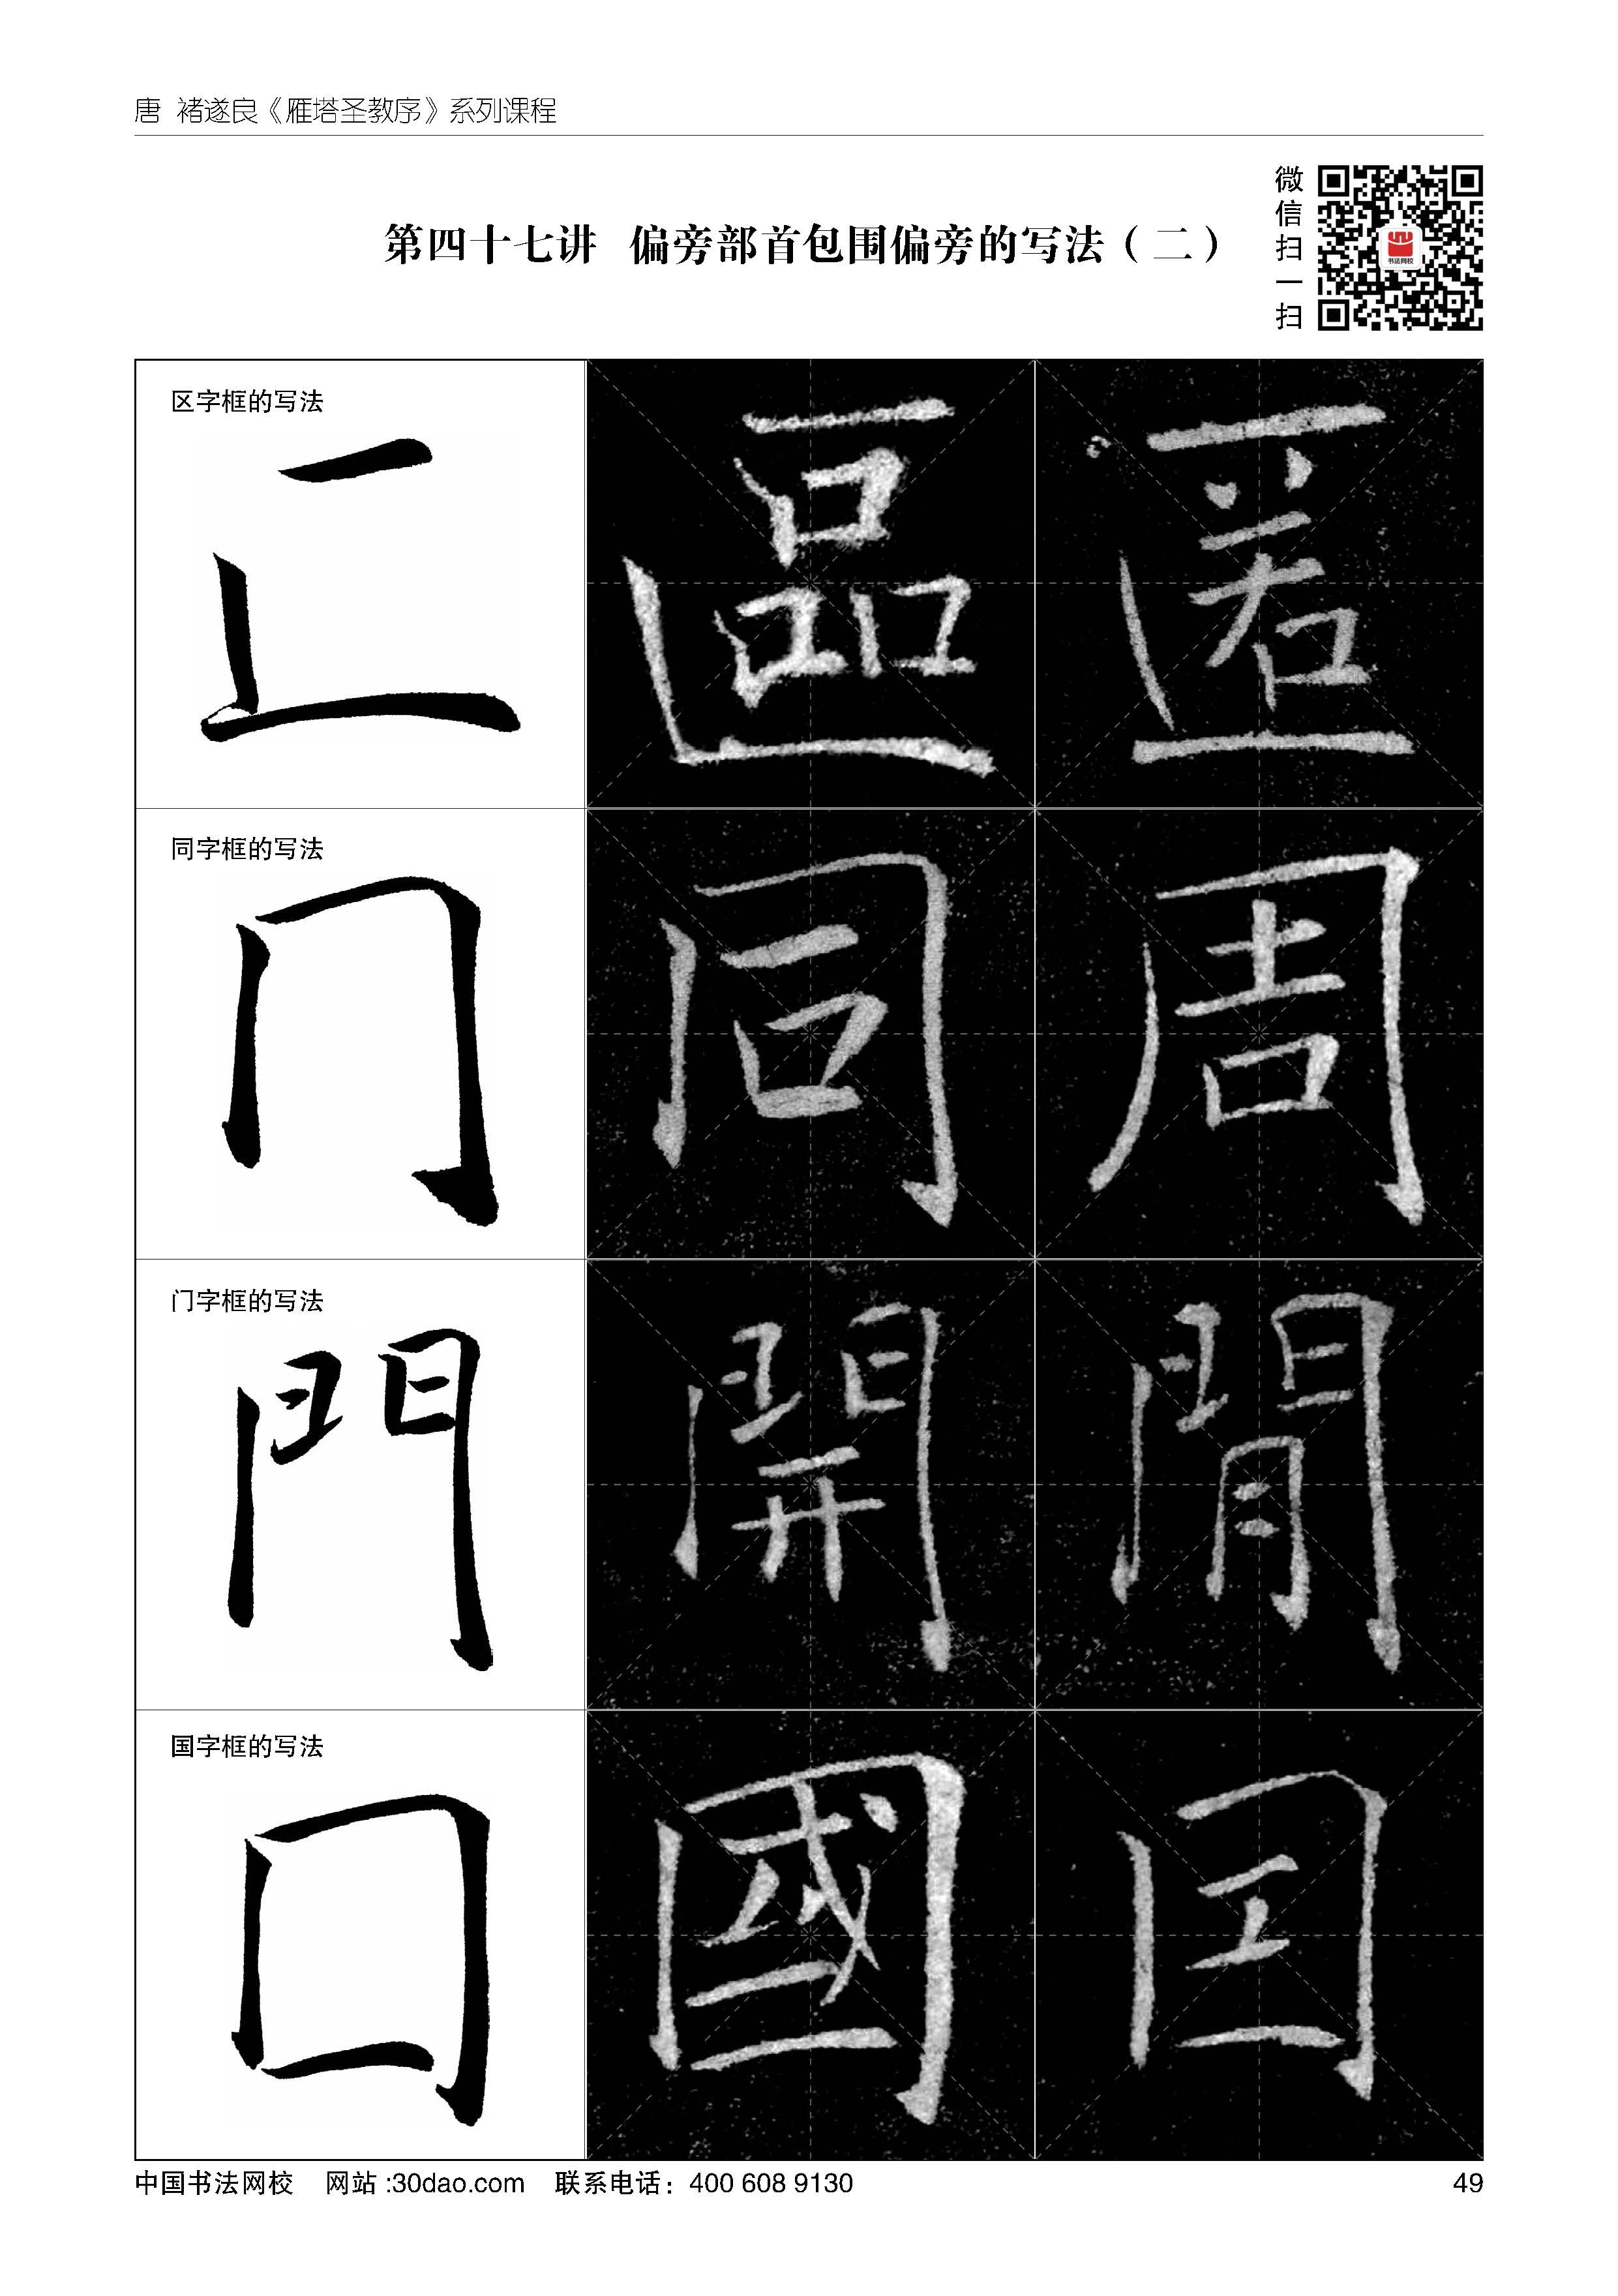 唐 褚遂良《雁塔圣教序》系列课程
微信扫一扫
书法网校
第四十七讲 偏旁部首包围偏旁的写法（二）
区字框的写法
匚 區 匿
同字框的写法
冂 同 周
门字框的写法
門 開 閒
国字框的写法
囗 國 囯
中国书法网校 网站:30dao.com 联系电话：400 608 9130 49